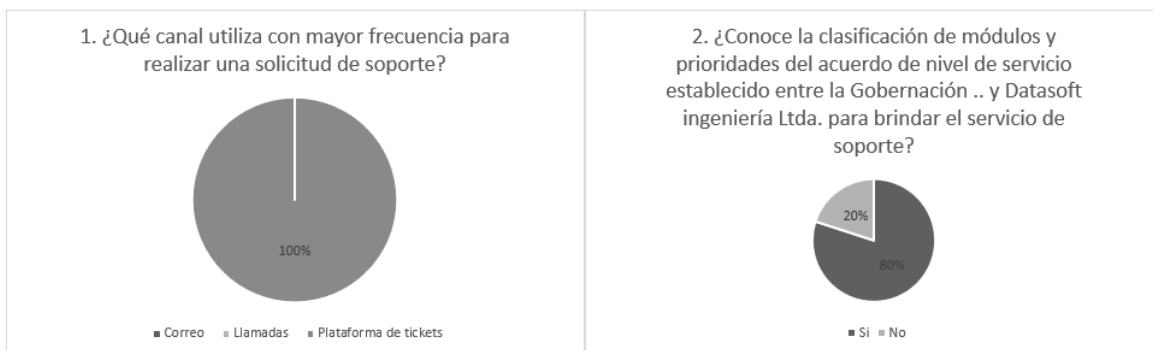 1. ¿Qué canal utiliza con mayor frecuencia para
realizar una solicitud de soporte?
100%
Correo Llamadas Plataforma de tickets
2. ¿Conoce la clasificación de módulos y
prioridades del acuerdo de nivel de servicio
establecido entre la Gobernación .. y Datasoft
ingeniería Ltda. para brindar el servicio de
soporte?
20%
80%
Si No